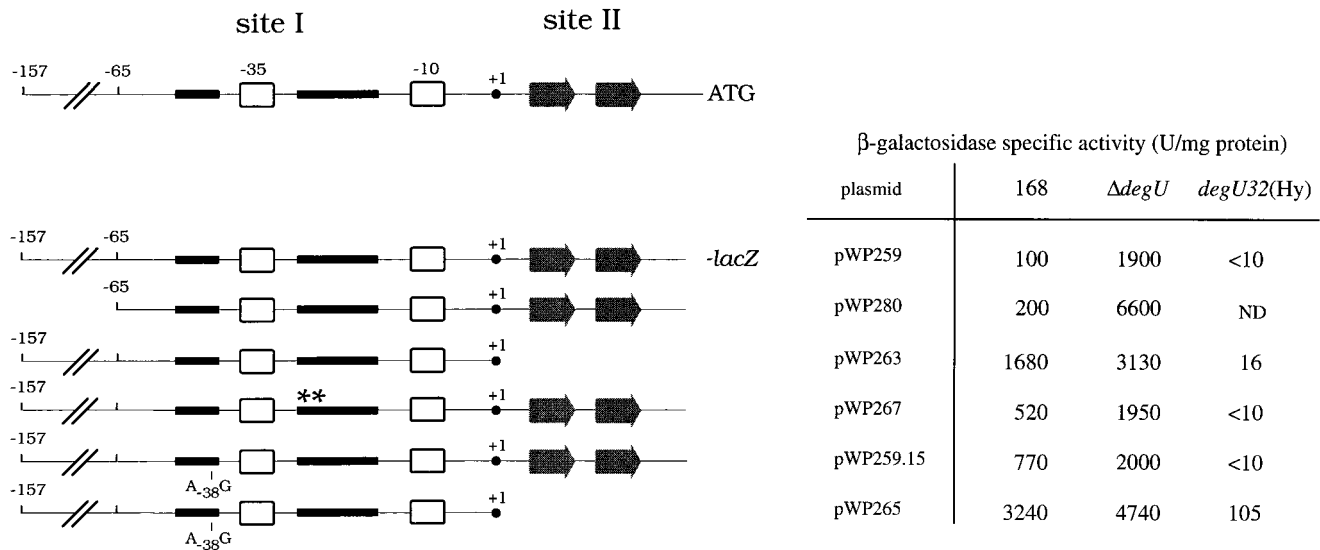 site I
site II
-157
-65
-35
-10
+1
ATG
-157
-65
+1
-lacZ
-65
+1
-157
+1
-157
**
+1
-157
+1
A-38G
-157
+1
A-38G
β-galactosidase specific activity (U/mg protein)
plasmid 168 ΔdegU degU32(Hy)
pWP259 100 1900 <10
pWP280 200 6600 ND
pWP263 1680 3130 16
pWP267 520 1950 <10
pWP259.15 770 2000 <10
pWP265 3240 4740 105